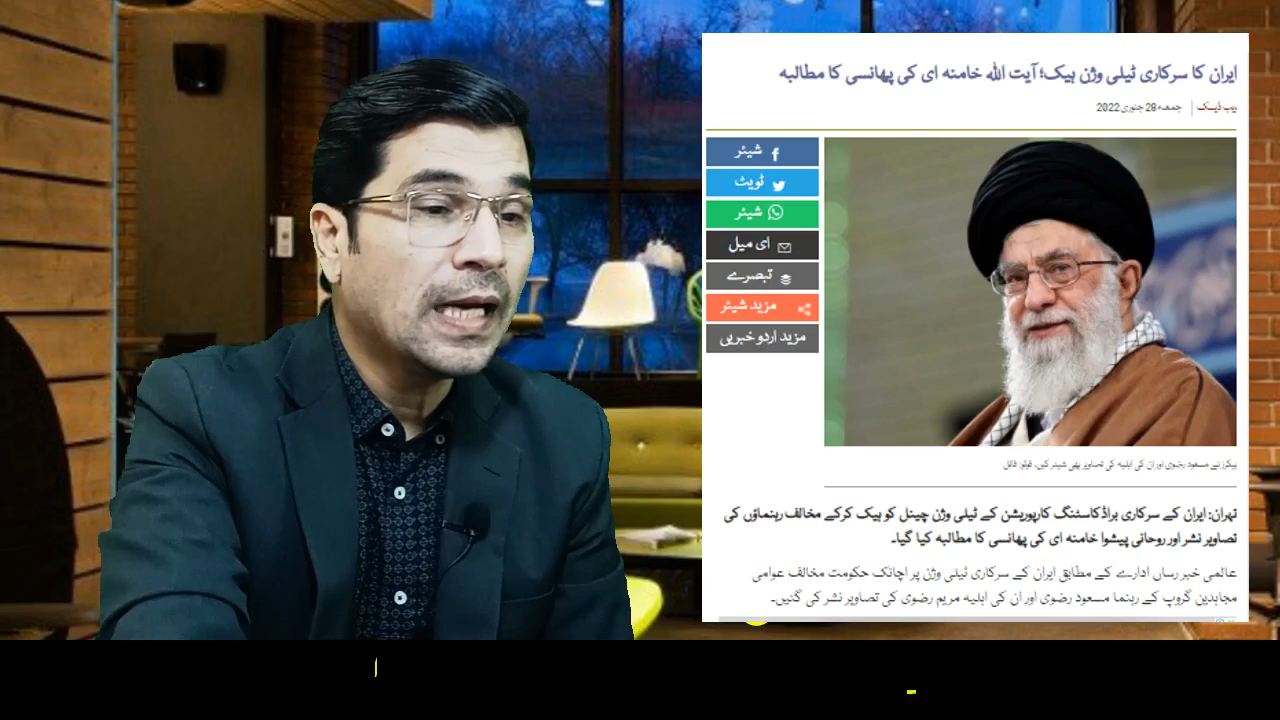 ایران کا سرکاری ٹیلی وژن ہیک؛ آیت اللہ خامنہ ای کی پھانسی کا مطالبہ
ویب ڈیسک | جمعـء 28 جنوری 2022
شیئر
ٹویٹ
شیئر
ای میل
تبصرے
مزید شیئر
مزید اردو خبریں
ہیکرز نے مسعود رضوی اور ان کی اہلیہ کی تصاویر بھی شیئر کیں، فوٹو: فائل
تہران: ایران کے سرکاری براڈکاسٹنگ کارپوریشن کے ٹیلی وژن چینل کو ہیک کرکے مخالف رہنماؤں کی
تصاویر نشر اور روحانی پیشوا خامنہ ای کی پھانسی کا مطالبہ کیا گیا۔
عالمی خبر رساں ادارے کے مطابق ایران کے سرکاری ٹیلی وژن پر اچانک حکومت مخالف عوامی
مجاہدین گروپ کے رہنما مسعود رضوی اور ان کی اہلیہ مریم رضوی کی تصاویر نشر کی گئیں۔